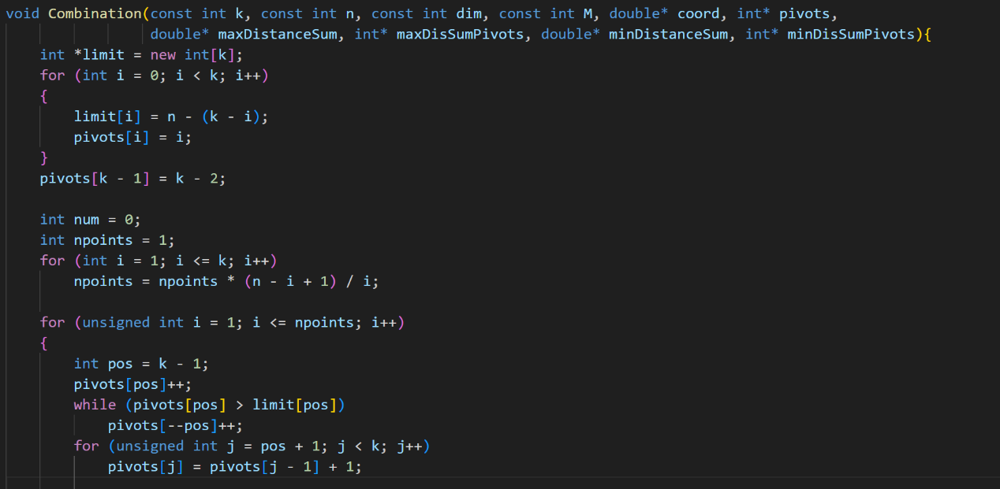 void Combination(const int k, const int n, const int dim, const int M, double* coord, int* pivots,
                 double* maxDistanceSum, int* maxDisSumPivots, double* minDistanceSum, int* minDisSumPivots){
    int *limit = new int[k];
    for (int i = 0; i < k; i++)
    {
        limit[i] = n - (k - i);
        pivots[i] = i;
    }
    pivots[k - 1] = k - 2;

    int num = 0;
    int npoints = 1;
    for (int i = 1; i <= k; i++)
        npoints = npoints * (n - i + 1) / i;

    for (unsigned int i = 1; i <= npoints; i++)
    {
        int pos = k - 1;
        pivots[pos]++;
        while (pivots[pos] > limit[pos])
            pivots[--pos]++;
        for (unsigned int j = pos + 1; j < k; j++)
            pivots[j] = pivots[j - 1] + 1;